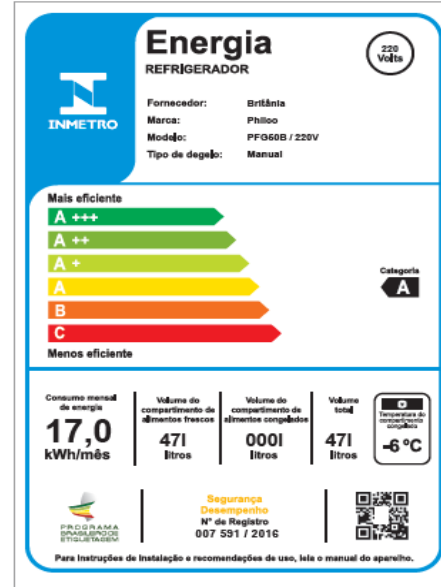 Energia
REFRIGERADOR
220
Volts
INMETRO
Fornecedor: Britânia
Marca: Philco
Modelo: PFG50B / 220V
Tipo de degelo: Manual
Mais eficiente
A +++
A ++
A +
A
B
C
Menos eficiente
Categoria
A
Consumo mensal
de energia
17,0
kWh/mês
Volume do
compartimento de
alimentos frescos
47l
litros
Volume do
compartimento de
alimentos congelados
000l
litros
Volume
total
47l
litros
Temperatura do
compartimento
congelado
-6 ºC
PROGRAMA
BRASILEIRO DE
ETIQUETAGEM
Segurança
Desempenho
Nº de Registro
007 591 / 2016
Para Instruções de Instalação e recomendações de uso, leia o manual do aparelho.